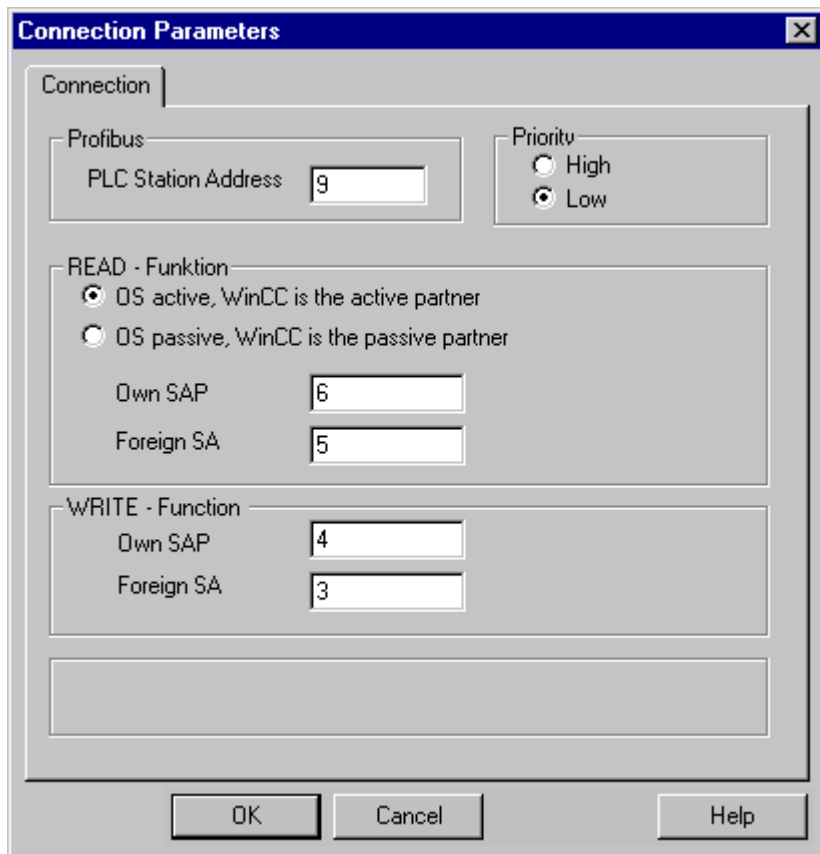 Connection Parameters
Connection
Profibus
PLC Station Address 9
Priority
High
Low
READ - Funktion
OS active, WinCC is the active partner
OS passive, WinCC is the passive partner
Own SAP 6
Foreign SA 5
WRITE - Function
Own SAP 4
Foreign SA 3
OK Cancel Help